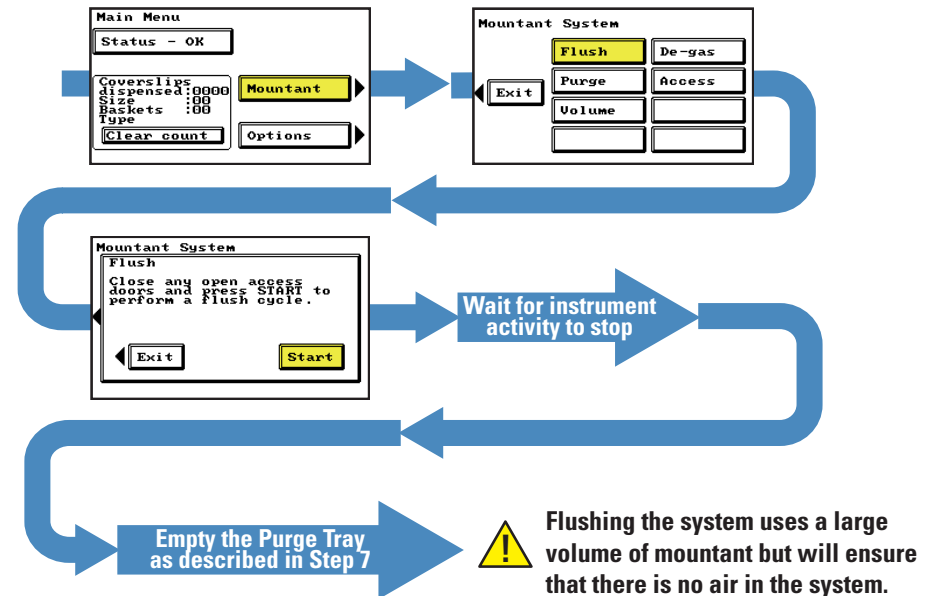 Main Menu
Status - OK
Coverslips
dispensed:0000
Size :00
Baskets :00
Type
Clear count
Mountant
Options
Mountant System
Flush
De-gas
Exit
Purge
Access
Volume
Mountant System
Flush
Close any open access
doors and press START to
perform a flush cycle.
Exit
Start
Wait for instrument
activity to stop
Empty the Purge Tray
as described in Step 7
!
Flushing the system uses a large
volume of mountant but will ensure
that there is no air in the system.